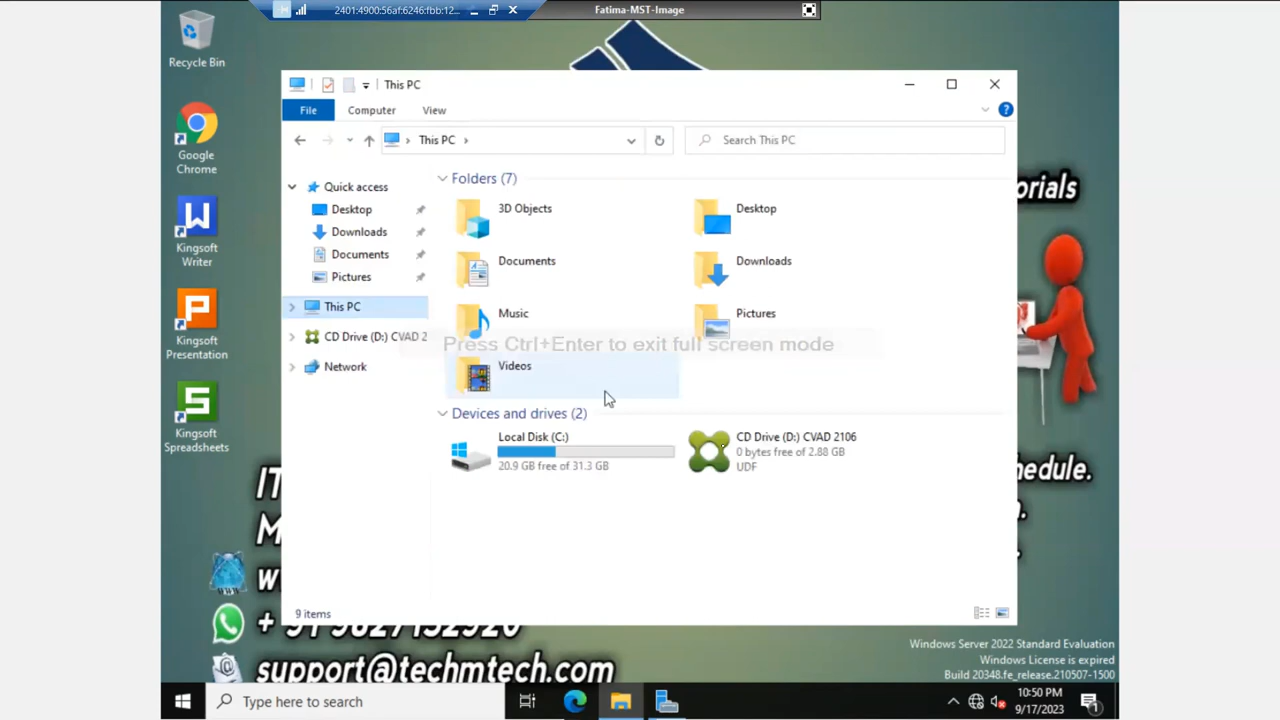 2401:4900:56af:6246:fbb:12...
Fatima-MST-Image
Recycle Bin
Google
Chrome
Kingsoft
Writer
Kingsoft
Presentation
Kingsoft
Spreadsheets
This PC
File
Computer
View
This PC
Search This PC
Quick access
Desktop
Downloads
Documents
Pictures
This PC
CD Drive (D:) CVAD 2
Network
Folders (7)
3D Objects
Desktop
Documents
Downloads
Music
Pictures
Press Ctrl+Enter to exit full screen mode
Videos
Devices and drives (2)
Local Disk (C:)
20.9 GB free of 31.3 GB
CD Drive (D:) CVAD 2106
0 bytes free of 2.88 GB
UDF
9 items
orials
hedule.
IT
support@techmtech.com
Windows Server 2022 Standard Evaluation
Windows License is expired
Build 20348.fe_release.210507-1500
Type here to search
10:50 PM
9/17/2023